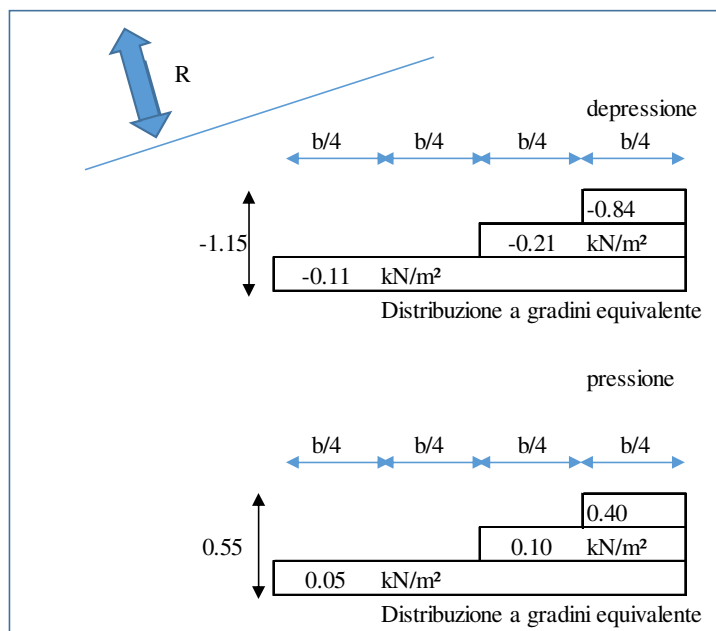 R
depressione
b/4 b/4 b/4 b/4
-0.84
-1.15 -0.21 kN/m²
-0.11 kN/m²
Distribuzione a gradini equivalente
pressione
b/4 b/4 b/4 b/4
0.40
0.55 0.10 kN/m²
0.05 kN/m²
Distribuzione a gradini equivalente